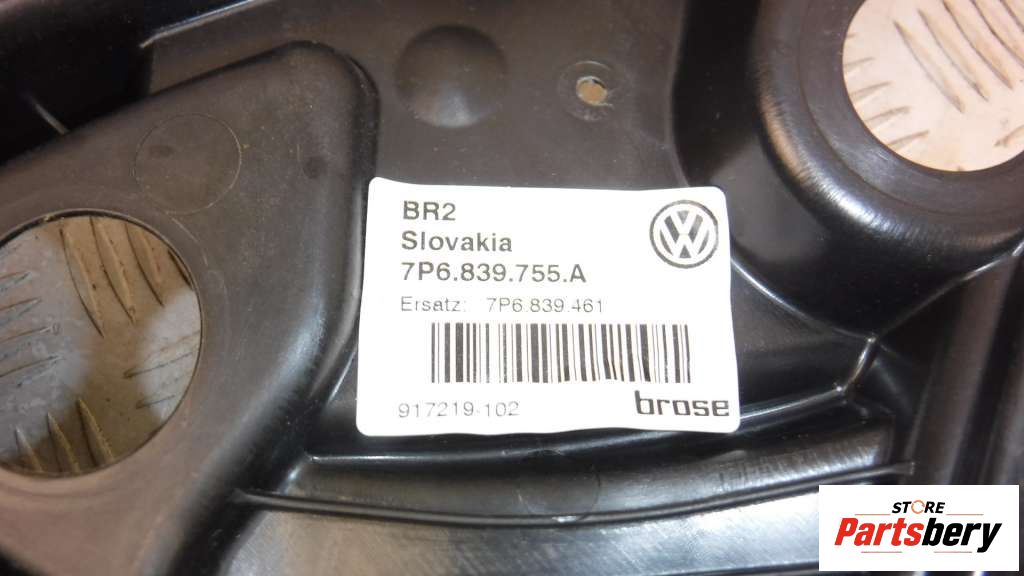 BR2
Slovakia
7P6.839.755.A
Ersatz: 7P6.839.461
917219-102
brose
STORE
Partsbery